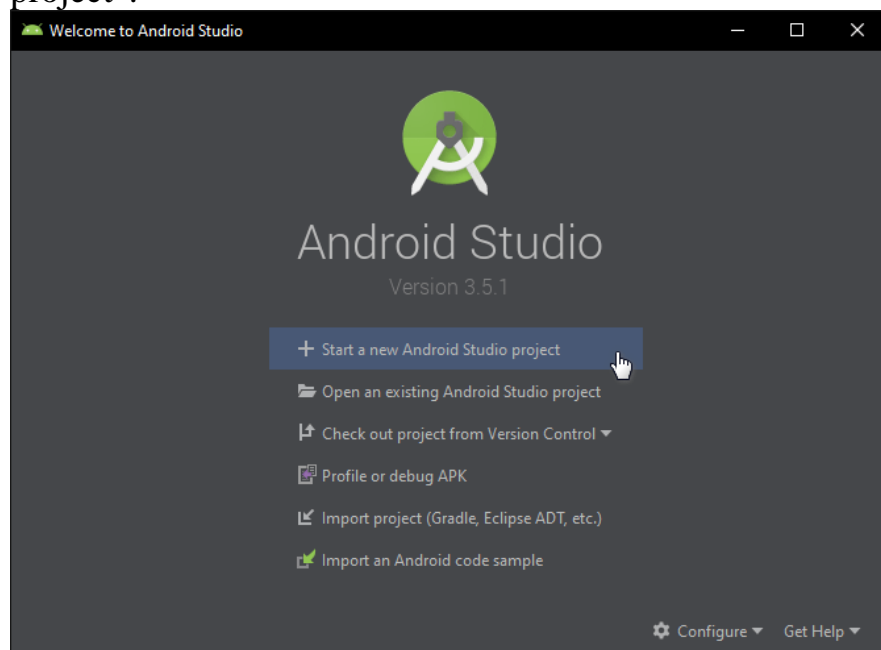 project".
Welcome to Android Studio
Android Studio
Version 3.5.1
Start a new Android Studio project
Open an existing Android Studio project
Check out project from Version Control
Profile or debug APK
Import project (Gradle, Eclipse ADT, etc.)
Import an Android code sample
Configure Get Help